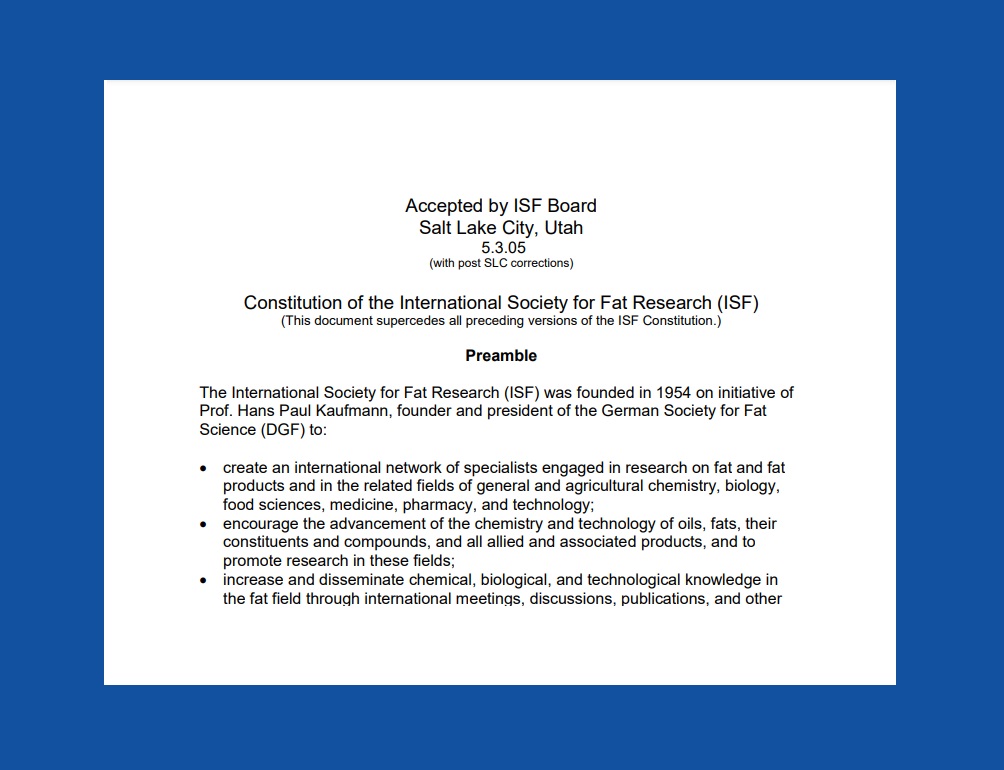 Accepted by ISF Board
Salt Lake City, Utah
5.3.05
(with post SLC corrections)
Constitution of the International Society for Fat Research (ISF)
(This document supercedes all preceding versions of the ISF Constitution.)
Preamble
The International Society for Fat Research (ISF) was founded in 1954 on initiative of
Prof. Hans Paul Kaufmann, founder and president of the German Society for Fat
Science (DGF) to:
• create an international network of specialists engaged in research on fat and fat
products and in the related fields of general and agricultural chemistry, biology,
food sciences, medicine, pharmacy, and technology;
• encourage the advancement of the chemistry and technology of oils, fats, their
constituents and compounds, and all allied and associated products, and to
promote research in these fields;
• increase and disseminate chemical, biological, and technological knowledge in
the fat field through international meetings, discussions, publications, and other